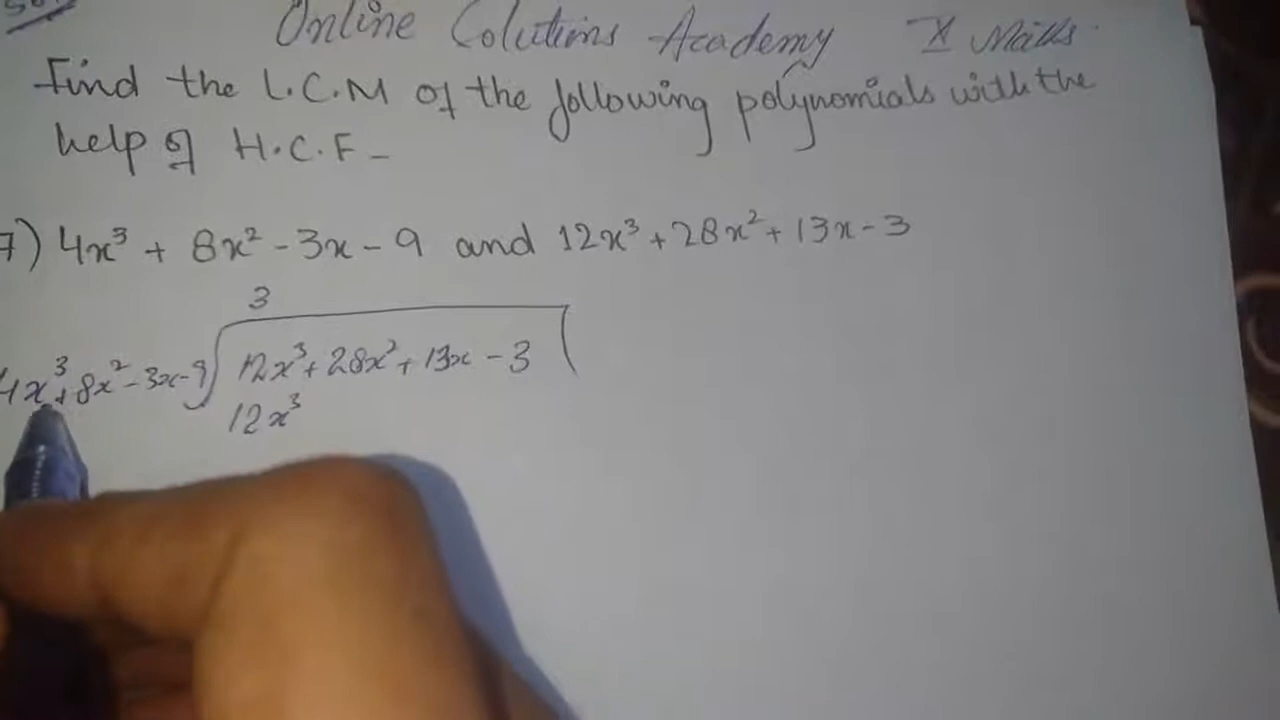 Online Colutions Academy X Maths
Find the L.C.M of the following polynomials with the
help of H.C.F -
7) 4x³ + 8x² - 3x - 9 and 12x³ + 28x² + 13x - 3
3
4x³ + 8x² - 3x - 9 12x³ + 28x² + 13x - 3
12x³